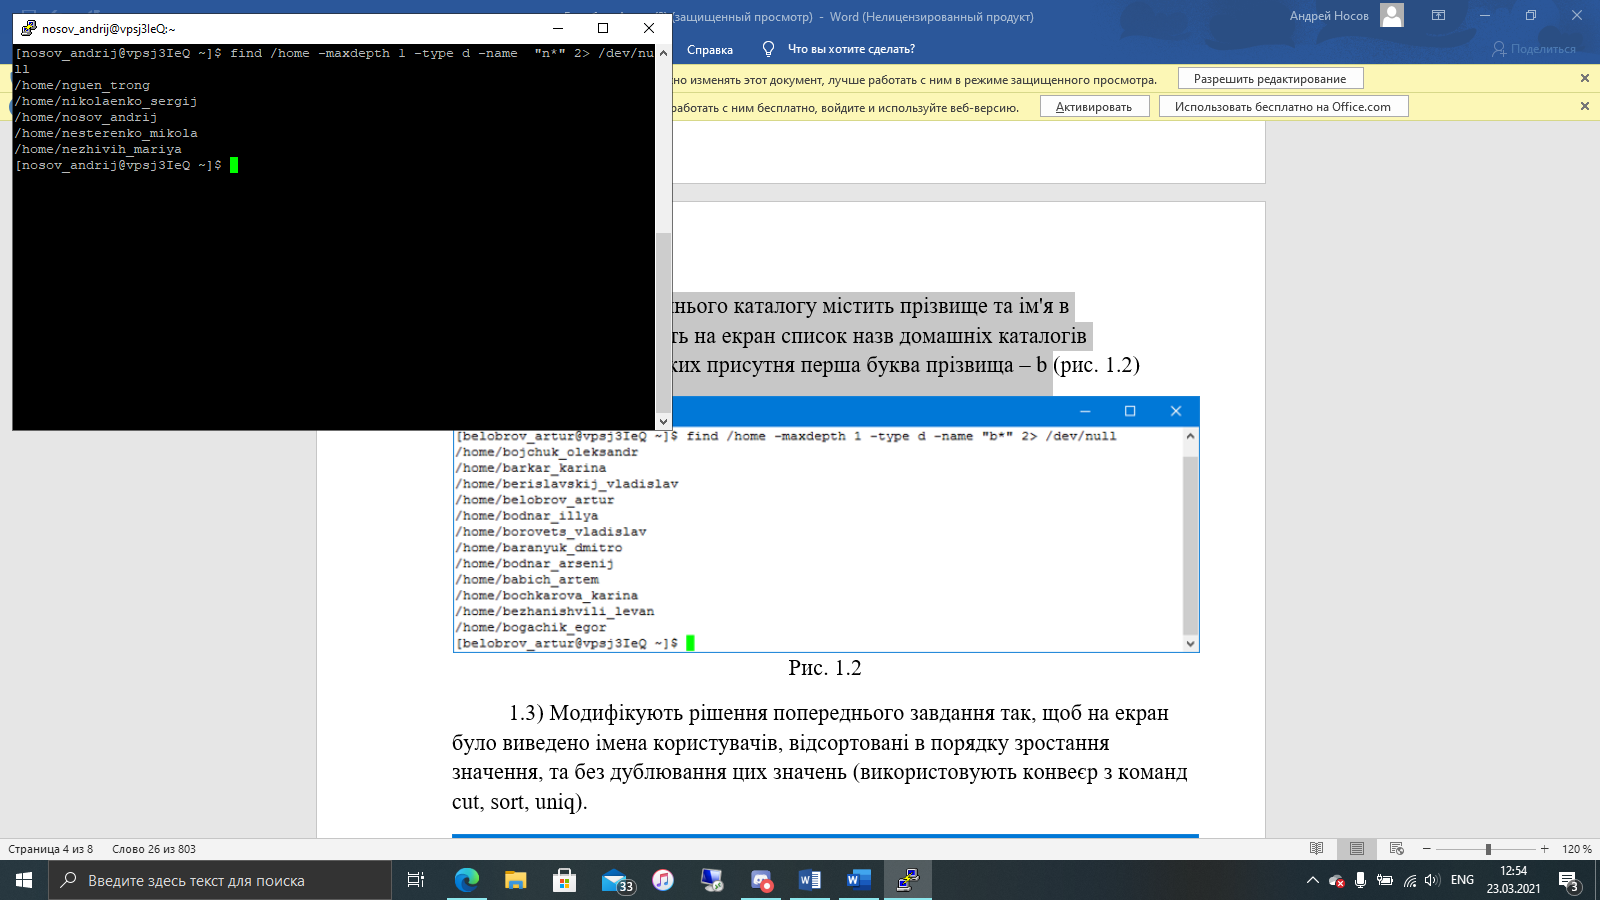 nosov_andrij@vpsj3IeQ:~
(защищенный просмотр) - Word (Нелицензированный продукт)
Андрей Носов
Справка
Что вы хотите сделать?
Поделиться
но изменять этот документ, лучше работать с ним в режиме защищенного просмотра.
Разрешить редактирование
работать с ним бесплатно, войдите и используйте веб-версию.
Активировать
Использовать бесплатно на Office.com
[nosov_andrij@vpsj3IeQ ~]$ find /home -maxdepth 1 -type d -name  "n*" 2> /dev/nu
ll
/home/nguen_trong
/home/nikolaenko_sergij
/home/nosov_andrij
/home/nesterenko_mikola
/home/nezhivih_mariya
[nosov_andrij@vpsj3IeQ ~]$
нього каталогу містить прізвище та ім'я в
ть на екран список назв домашніх каталогів
ких присутня перша буква прізвища – b (рис. 1.2)
[belobrov_artur@vpsj3IeQ ~]$ find /home -maxdepth 1 -type d -name "b*" 2> /dev/null
/home/bojchuk_oleksandr
/home/barkar_karina
/home/berislavskij_vladislav
/home/belobrov_artur
/home/bodnar_illya
/home/borovets_vladislav
/home/baranyuk_dmitro
/home/bodnar_arsenij
/home/babich_artem
/home/bochkarova_karina
/home/bezhanishvili_levan
/home/bogachik_egor
[belobrov_artur@vpsj3IeQ ~]$
Рис. 1.2
1.3) Модифікують рішення попереднього завдання так, щоб на екран
було виведено імена користувачів, відсортовані в порядку зростання
значення, та без дублювання цих значень (використовують конвеєр з команд
cut, sort, uniq).
Страница 4 из 8
Слово 26 из 803
120 %
Введите здесь текст для поиска
33
ENG
12:54
23.03.2021
3